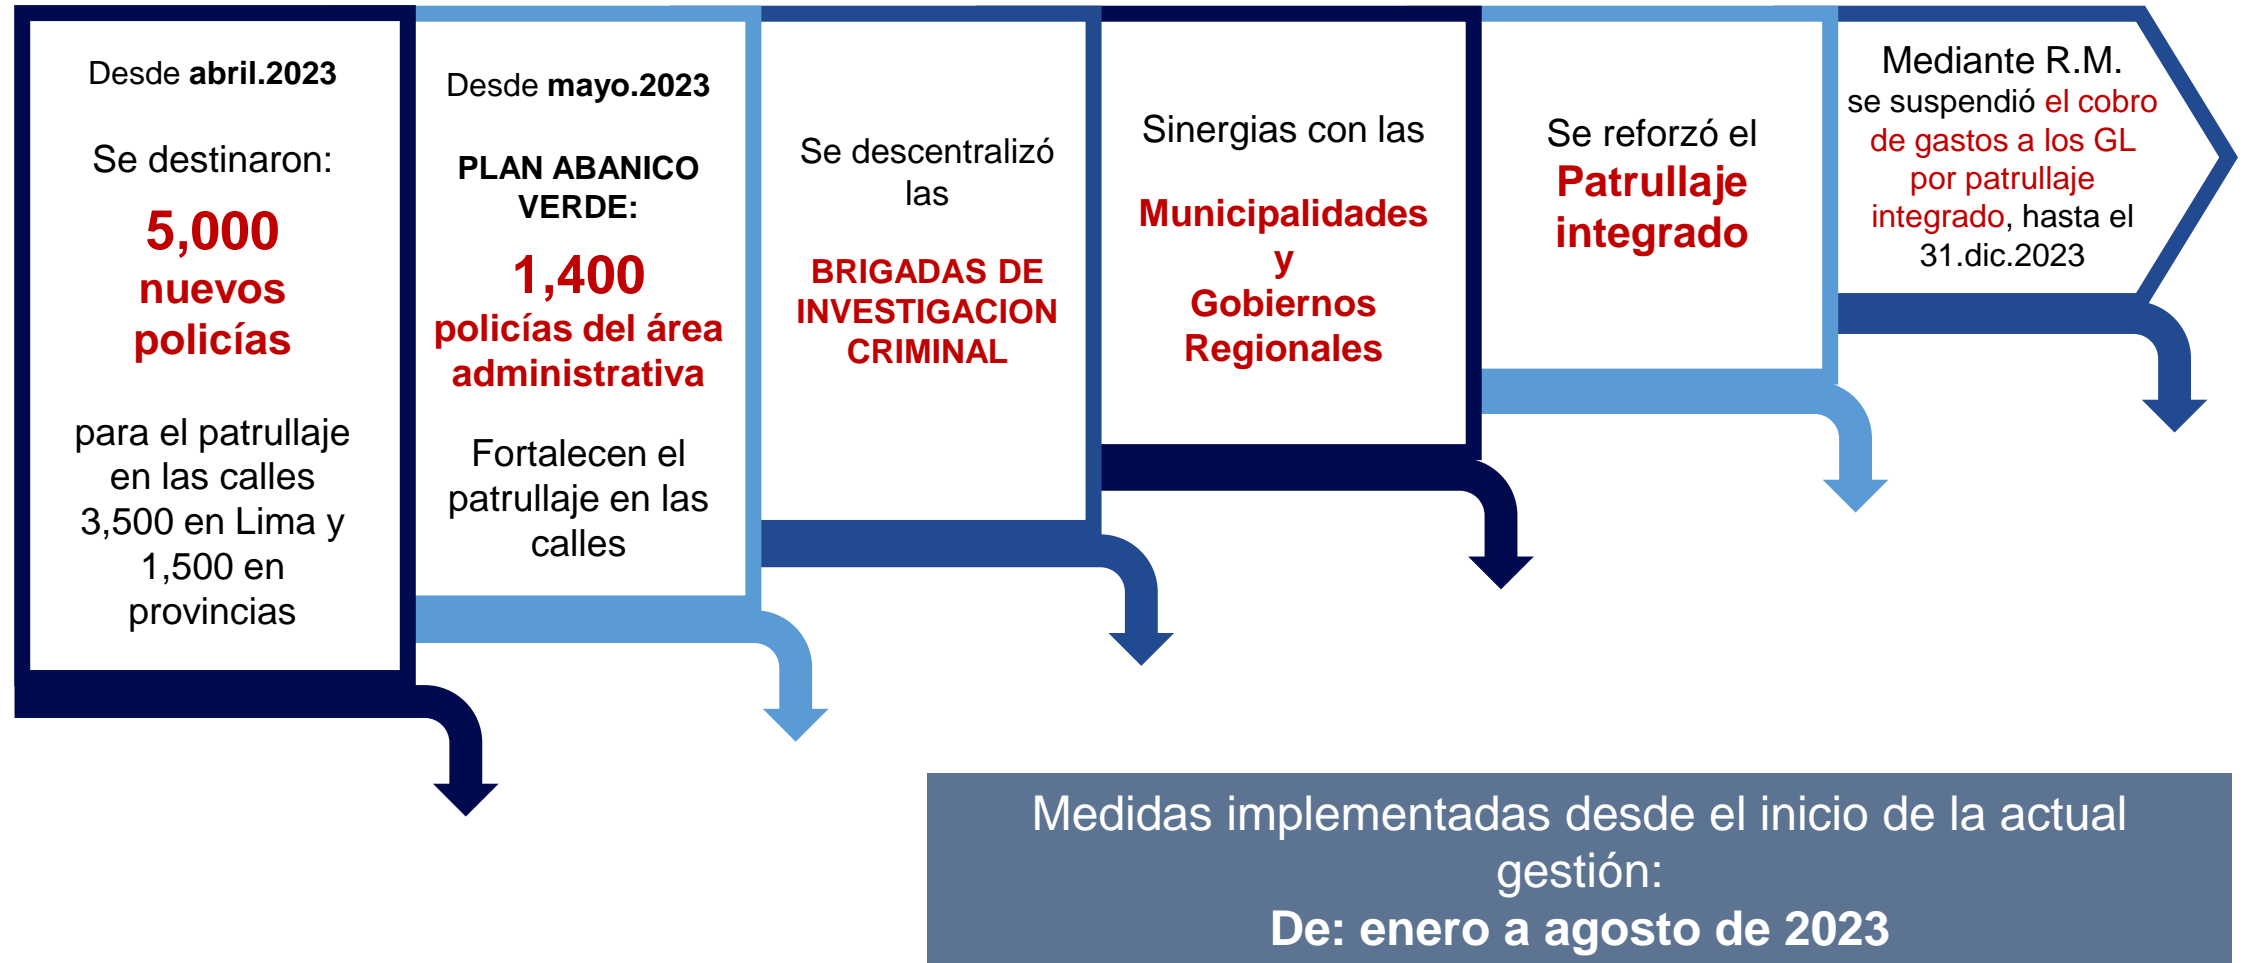 Desde abril.2023
Se destinaron:
5,000
nuevos
policías
para el patrullaje
en las calles
3,500 en Lima y
1,500 en
provincias
Desde mayo.2023
PLAN ABANICO
VERDE:
1,400
policías del área
administrativa
Fortalecen el
patrullaje en las
calles
Se descentralizó
las
BRIGADAS DE
INVESTIGACION
CRIMINAL
Sinergias con las
Municipalidades
y
Gobiernos
Regionales
Se reforzó el
Patrullaje
integrado
Mediante R.M.
se suspendió el cobro
de gastos a los GL
por patrullaje
integrado, hasta el
31.dic.2023
Medidas implementadas desde el inicio de la actual
gestión:
De: enero a agosto de 2023